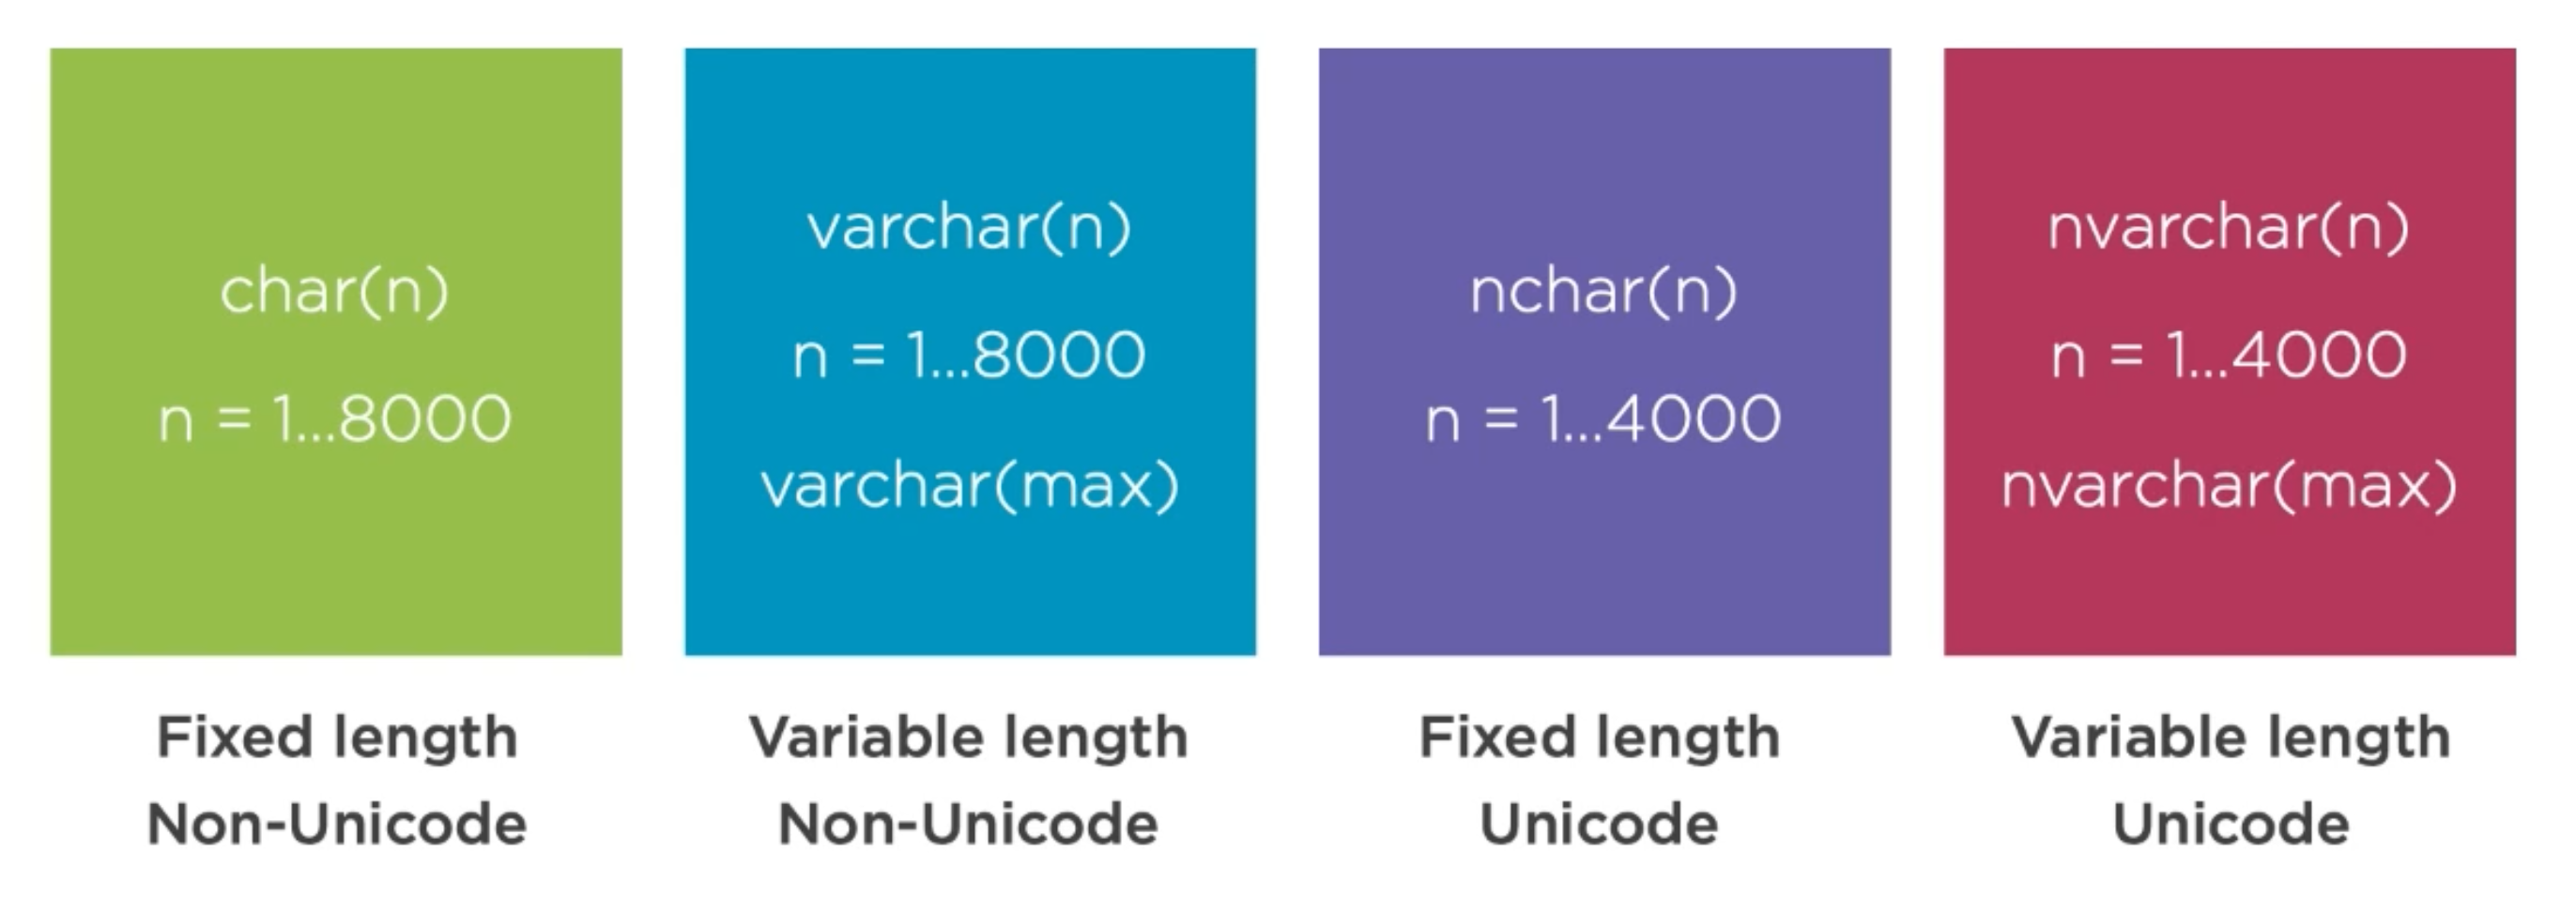 char(n)
n = 1...8000
varchar(n)
n = 1...8000
varchar(max)
nchar(n)
n = 1...4000
nvarchar(n)
n = 1...4000
nvarchar(max)
Fixed length
Non-Unicode
Variable length
Non-Unicode
Fixed length
Unicode
Variable length
Unicode